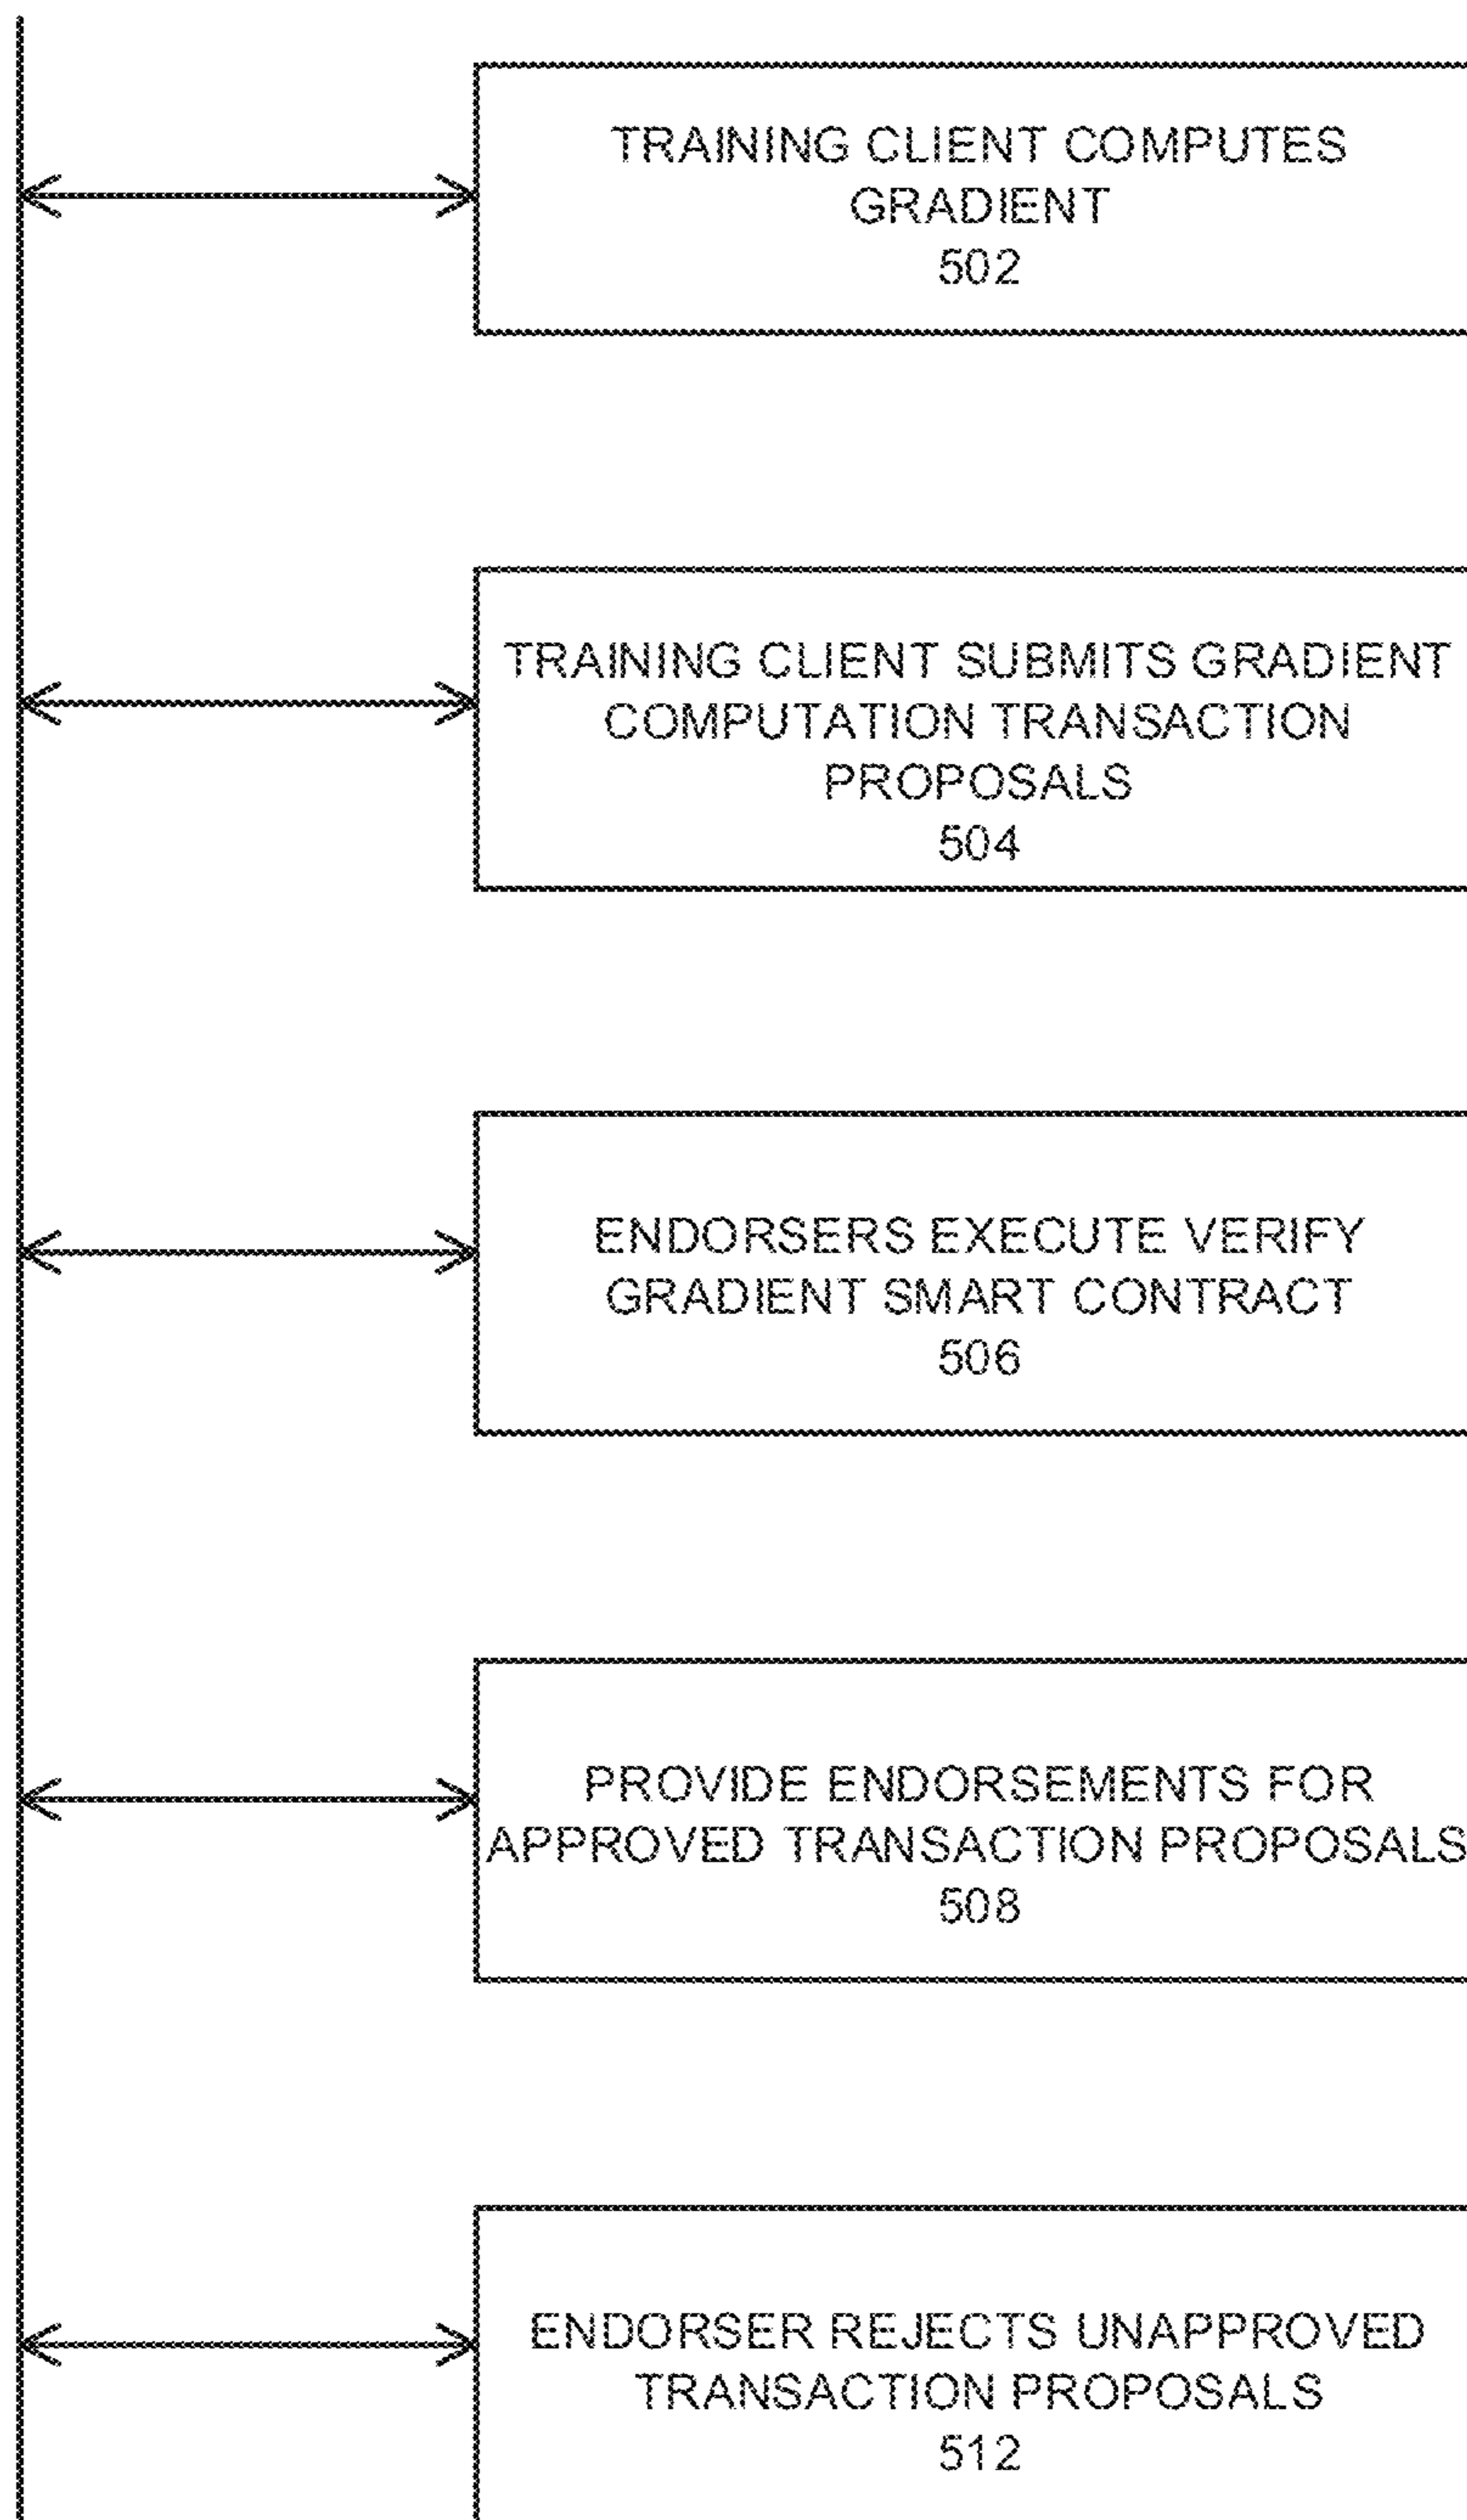 TRAINING CLIENT COMPUTES
GRADIENT
502
TRAINING CLIENT SUBMITS GRADIENT
COMPUTATION TRANSACTION
PROPOSALS
504
ENDORSERS EXECUTE VERIFY
GRADIENT SMART CONTRACT
506
PROVIDE ENDORSEMENTS FOR
APPROVED TRANSACTION PROPOSALS
508
ENDORSER REJECTS UNAPPROVED
TRANSACTION PROPOSALS
512